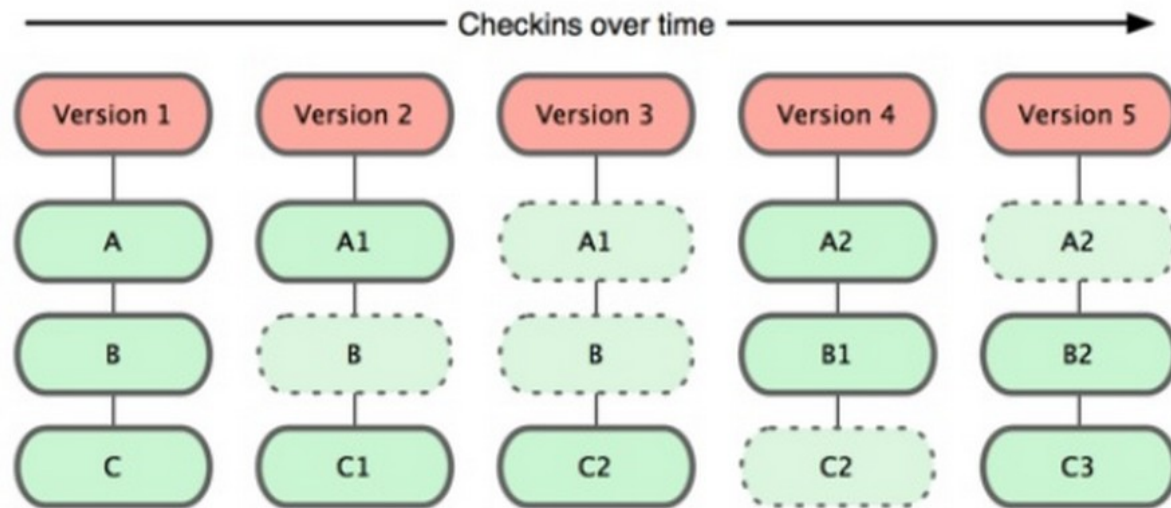 Checkins over time
Version 1 Version 2 Version 3 Version 4 Version 5
A A1 A1 A2 A2
B B B B1 B2
C C1 C2 C2 C3